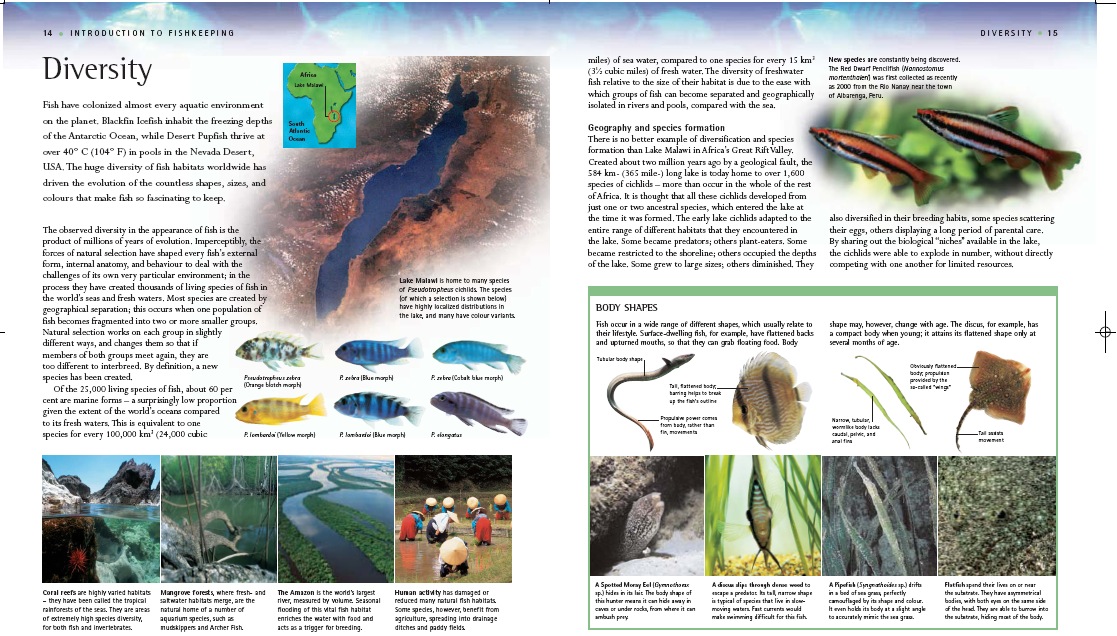 14 • INTRODUCTION TO FISHKEEPING
Diversity
Fish have colonized almost every aquatic environment
on the planet. Blackfin Icefish inhabit the freezing depths
of the Antarctic Ocean, while Desert Pupfish thrive at
over 40° C (104° F) in pools in the Nevada Desert,
USA. The huge diversity of fish habitats worldwide has
driven the evolution of the countless shapes, sizes, and
colours that make fish so fascinating to keep.
The observed diversity in the appearance of fish is the
product of millions of years of evolution. Imperceptibly, the
forces of natural selection have shaped every fish's external
form, internal anatomy, and behaviour to deal with the
challenges of its own very particular environment; in the
process they have created thousands of living species of fish in
the world's seas and fresh waters. Most species are created by
geographical separation; this occurs when one population of
fish becomes fragmented into two or more smaller groups.
Natural selection works on each group in slightly
different ways, and changes them so that if
members of both groups meet again, they are
too different to interbreed. By definition, a new
species has been created.
Of the 25,000 living species of fish, about 60 per
cent are marine forms – a surprisingly low proportion
given the extent of the world's oceans compared
to its fresh waters. This is equivalent to one
species for every 100,000 km³ (24,000 cubic
Africa
Lake Malawi
South
Atlantic
Ocean
Lake Malawi is home to many species
of Pseudotropheus cichlids. The species
(of which a selection is shown below)
have highly localized distributions in
the lake, and many have colour variants.
Pseudotropheus zebra
(Orange blotch morph)
P. zebra (Blue morph)
P. zebra (Cobalt blue morph)
P. lombardoi (Yellow morph)
P. lombardoi (Blue morph)
P. elongatus
Coral reefs are highly varied habitats
– they have been called the tropical
rainforests of the seas. They are areas
of extremely high species diversity,
for both fish and invertebrates.
Mangrove Forests, where fresh- and
saltwater habitats merge, are the
natural home of a number of
aquarium species, such as
mudskippers and Archer Fish.
The Amazon is the world's largest
river, measured by volume. Seasonal
flooding of this vital fish habitat
enriches the water with food and
acts as a trigger for breeding.
Human activity has damaged or
reduced many natural fish habitats.
Some species, however, benefit from
agriculture, spreading into drainage
ditches and paddy fields.
DIVERSITY • 15
miles) of sea water, compared to one species for every 15 km³
(3½ cubic miles) of fresh water. The diversity of freshwater
fish relative to the size of their habitat is due to the ease with
which groups of fish can become separated and geographically
isolated in rivers and pools, compared with the sea.
Geography and species formation
There is no better example of diversification and species
formation than Lake Malawi in Africa's Great Rift Valley.
Created about two million years ago by a geological fault, the
584 km- (365 mile-) long lake is today home to over 1,600
species of cichlids – more than occur in the whole of the rest
of Africa. It is thought that all these cichlids developed from
just one or two ancestral species, which entered the lake at
the time it was formed. The early lake cichlids adapted to the
entire range of different habitats that they encountered in
the lake. Some became predators; others plant-eaters. Some
became restricted to the shoreline; others occupied the depths
of the lake. Some grew to large sizes; others diminished. They
New species are constantly being discovered.
The Red Dwarf Pencilfish (Nannostomus
mortenthaleri) was first collected as recently
as 2000 from the Rio Nanay near the town
of Albarenga, Peru.
also diversified in their breeding habits, some species scattering
their eggs, others displaying a long period of parental care.
By sharing out the biological "niches" available in the lake,
the cichlids were able to explode in number, without directly
competing with one another for limited resources.
BODY SHAPES
Fish occur in a wide range of different shapes, which usually relate to
their lifestyle. Surface-dwelling fish, for example, have flattened backs
and upturned mouths, so that they can grab floating food. Body
shape may, however, change with age. The discus, for example, has
a compact body when young; it attains its flattened shape only at
several months of age.
Tubular body shape
Propulsive power comes
from body, rather than
fin, movements
Tall, flattened body;
barring helps to break
up the fish's outline
Narrow, tubular,
wormlike body lacks
caudal, pelvic, and
anal fins
Obviously flattened
body; propulsion
provided by the
so-called "wings"
Tail assists
movement
A Spotted Moray Eel (Gymnothorax
sp.) hides in its lair. The body shape of
this hunter means it can hide away in
caves or under rocks, from where it can
ambush prey.
A discus slips through dense weed to
escape a predator. Its tall, narrow shape
is typical of species that live in slow-
moving waters. Fast currents would
make swimming difficult for this fish.
A Pipefish (Syngnathoides sp.) drifts
in a bed of sea grass, perfectly
camouflaged by its shape and colour.
It even holds its body at a slight angle
to accurately mimic the sea grass.
Flatfish spend their lives on or near
the substrate. They have asymmetrical
bodies, with both eyes on the same side
of the head. They are able to burrow into
the substrate, hiding most of the body.